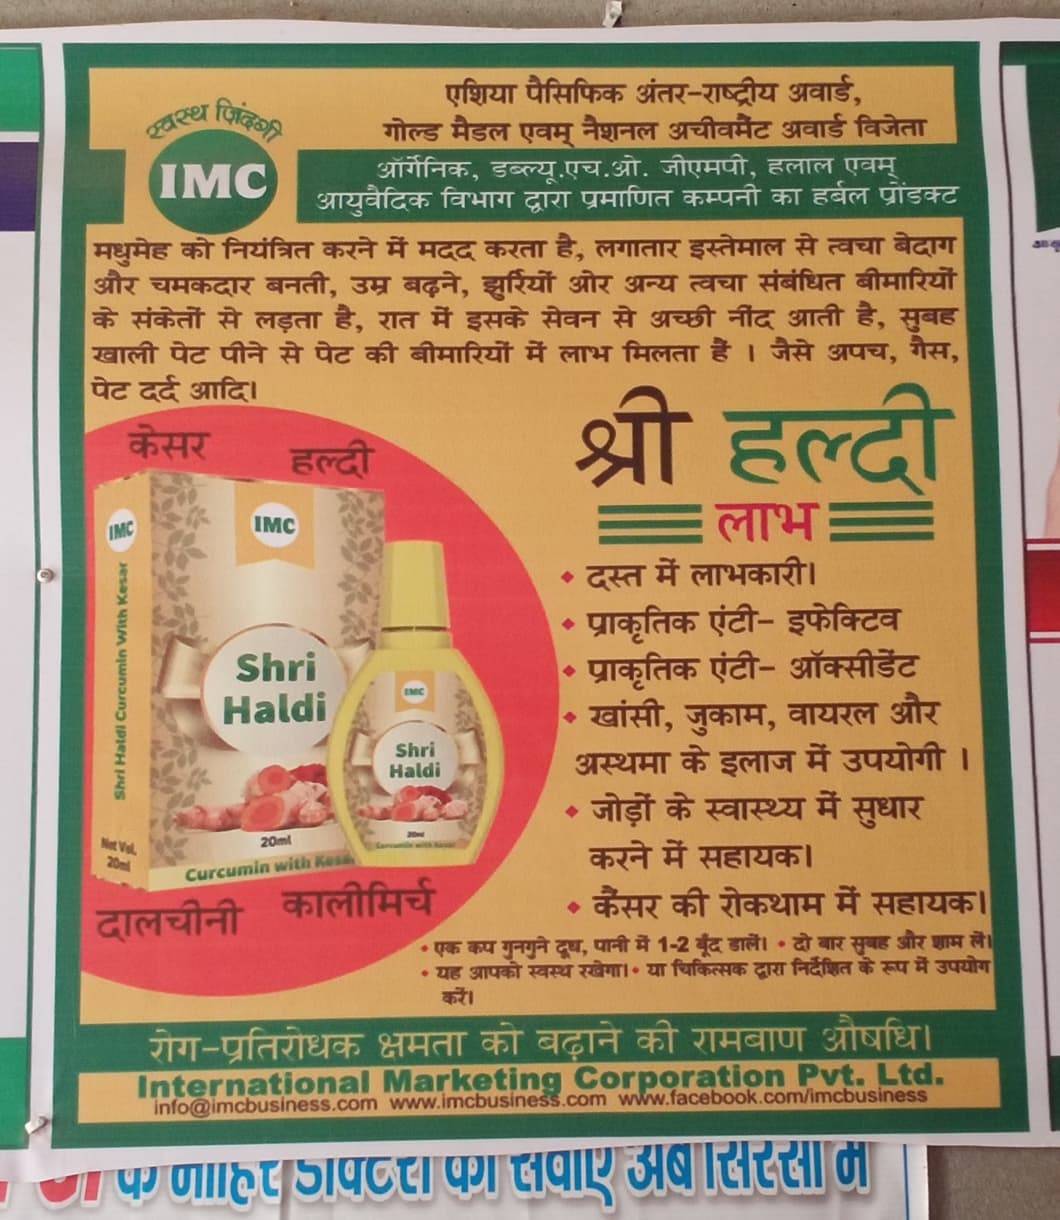 एशिया पैसिफिक अंतर-राष्ट्रीय अवार्ड,
गोल्ड मैडल एवम् नैशनल अचीवमैंट अवार्ड विजेता
स्वस्थ ज़िंदगी
IMC
ऑर्गेनिक, डब्ल्यू.एच.ओ. जीएमपी, हलाल एवम्
आयुवैदिक विभाग द्वारा प्रमाणित कम्पनी का हर्बल प्रोंडक्ट
मधुमेह को नियंत्रित करने में मदद करता है, लगातार इस्तेमाल से त्वचा बेदाग
और चमकदार बनती, उम्र बढ़ने, झुर्रियों ओर अन्य त्वचा संबंधित बीमारियों
के संकेतों से लड़ता है, रात में इसके सेवन से अच्छी नींद आती है, सुबह
खाली पेट पीने से पेट की बीमारियों में लाभ मिलता हैं । जैसे अपच, गैस,
पेट दर्द आदि।
केसर
हल्दी
श्री हल्दी
लाभ
IMC
IMC
Shri Haldi Curcumin With Kesar
Shri
Haldi
20ml
Curcumin with Kesar
Net Vol.
20ml
IMC
Shri
Haldi
20ml
Curcumin with Kesar
दालचीनी
कालीमिर्च
• दस्त में लाभकारी।
• प्राकृतिक एंटी- इफेक्टिव
• प्राकृतिक एंटी- ऑक्सीडेंट
• खांसी, जुकाम, वायरल और
अस्थमा के इलाज में उपयोगी ।
• जोड़ों के स्वास्थ्य में सुधार
करने में सहायक।
• कैंसर की रोकथाम में सहायक।
• एक कप गुनगुने दूध, पानी में 1-2 बूँद डालें। • दो बार सुबह और शाम लें।
• यह आपको स्वस्थ रखेगा। • या चिकित्सक द्वारा निर्देशित के रूप में उपयोग
करें।
रोग-प्रतिरोधक क्षमता को बढ़ाने की रामबाण औषधि।
International Marketing Corporation Pvt. Ltd.
info@imcbusiness.com www.imcbusiness.com www.facebook.com/imcbusiness
के माहिर डॉक्टरों की सेवाएं अब सिरसा में